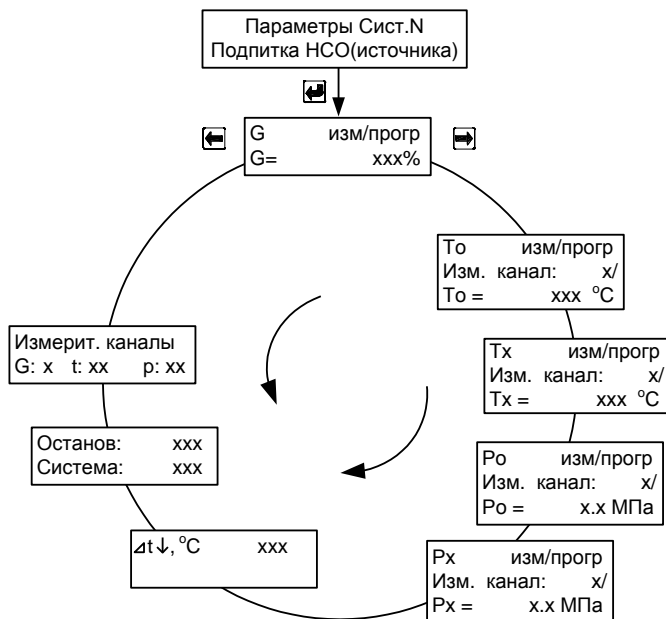 Параметры Сист.N
Подпитка НСО(источника)
G изм/прогр
G= xxx%
To изм/прогр
Изм. канал: x/
To = xxx °C
Tx изм/прогр
Изм. канал: x/
Tx = xxx °C
Po изм/прогр
Изм. канал: x/
Po = x.x МПа
Px изм/прогр
Изм. канал: x/
Px = x.x МПа
⊿t↓, °C xxx
Останов: xxx
Система: xxx
Измерит. каналы
G: x t: xx p: xx